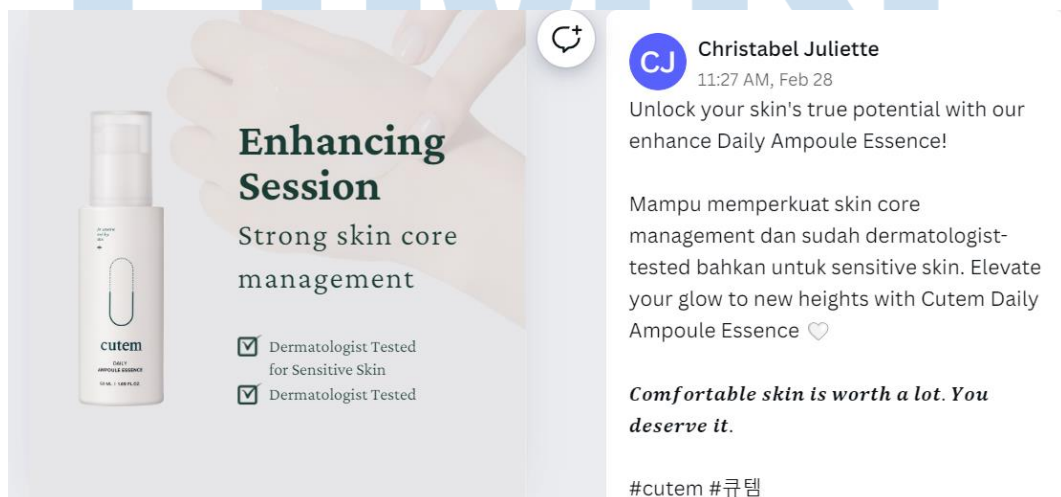 Enhancing
Session
Strong skin core
management
cutem
DAILY
AMPOULE ESSENCE
Dermatologist Tested
for Sensitive Skin
Dermatologist Tested
CJ
Christabel Juliette
11:27 AM, Feb 28
Unlock your skin's true potential with our
enhance Daily Ampoule Essence!
Mampu memperkuat skin core
management dan sudah dermatologist-
tested bahkan untuk sensitive skin. Elevate
your glow to new heights with Cutem Daily
Ampoule Essence 🤍
Comfortable skin is worth a lot. You
deserve it.
#cutem #큐템